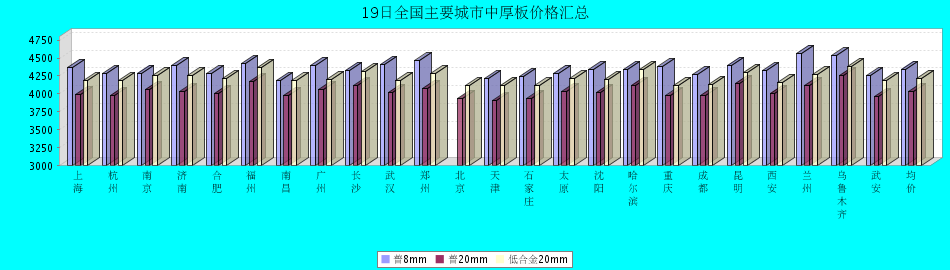 19日全国主要城市中厚板价格汇总
4750
4500
4250
4000
3750
3500
3250
3000
上海
杭州
南京
济南
合肥
福州
南昌
广州
长沙
武汉
郑州
北京
天津
石家庄
太原
沈阳
哈尔滨
重庆
成都
昆明
西安
兰州
乌鲁木齐
武安
均价
普8mm 普20mm 低合金20mm